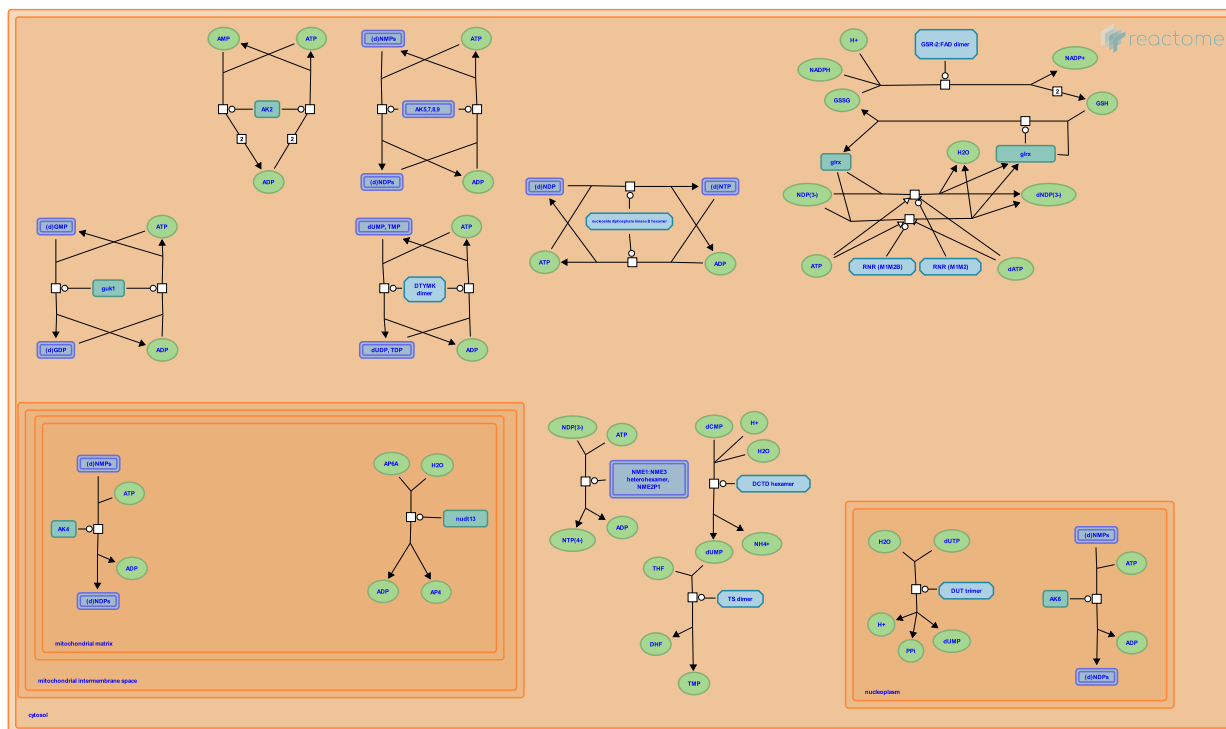 reactome
AMP
ATP
AK2
2
2
ADP
(d)NMPs
ATP
AK5,7,8,9
(d)NDPs
ADP
H+
GSR-2:FAD dimer
NADP+
NADPH
GSSG
2
GSH
glrx
H2O
glrx
NDP(3-)
dNDP(3-)
ATP
RNR (M1M2B)
RNR (M1M2)
dATP
(d)NDP
(d)NTP
nucleoside diphosphate kinase B hexamer
ATP
ADP
(d)GMP
ATP
guk1
(d)GDP
ADP
dUMP, TMP
ATP
DTYMK
dimer
dUDP, TDP
ADP
(d)NMPs
ATP
AK4
ADP
(d)NDPs
AP6A
H2O
nudt13
ADP
AP4
mitochondrial matrix
mitochondrial intermembrane space
cytosol
NDP(3-)
ATP
NME1:NME3
heterohexamer,
NME2P1
NTP(4-)
ADP
dCMP
H+
H2O
DCTD hexamer
dUMP
NH4+
THF
TS dimer
DHF
TMP
H2O
dUTP
DUT trimer
H+
PPi
dUMP
(d)NMPs
ATP
AK6
ADP
(d)NDPs
nucleoplasm